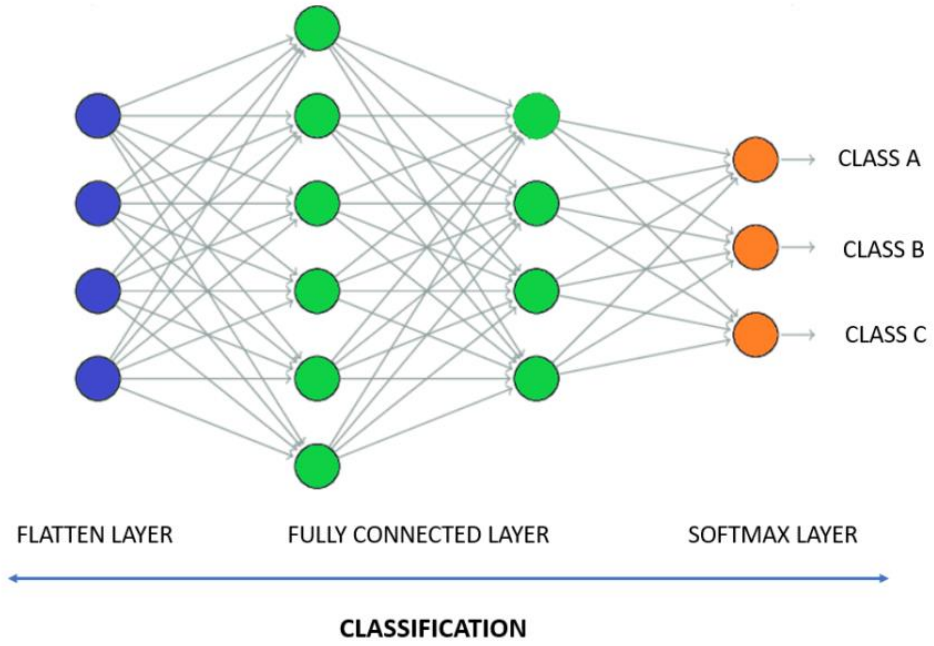 CLASS A
CLASS B
CLASS C
FLATTEN LAYER
FULLY CONNECTED LAYER
SOFTMAX LAYER
CLASSIFICATION